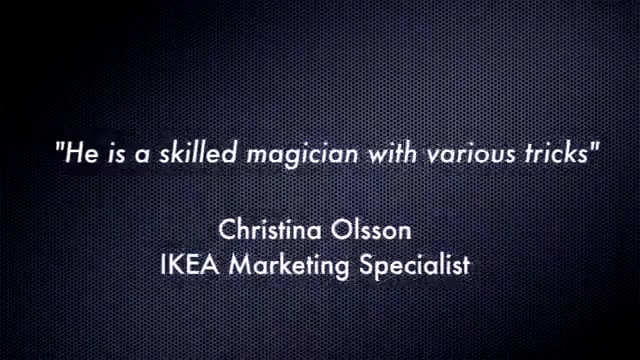 "He is a skilled magician with various tricks"
Christina Olsson
IKEA Marketing Specialist